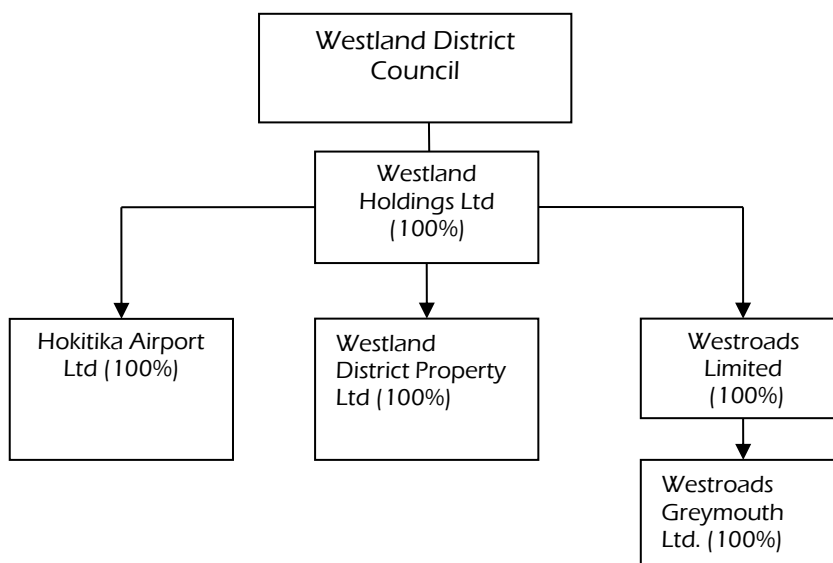 Westland District
Council
Westland
Holdings Ltd
(100%)
Hokitika Airport
Ltd (100%)
Westland
District Property
Ltd (100%)
Westroads
Limited
(100%)
Westroads
Greymouth
Ltd. (100%)